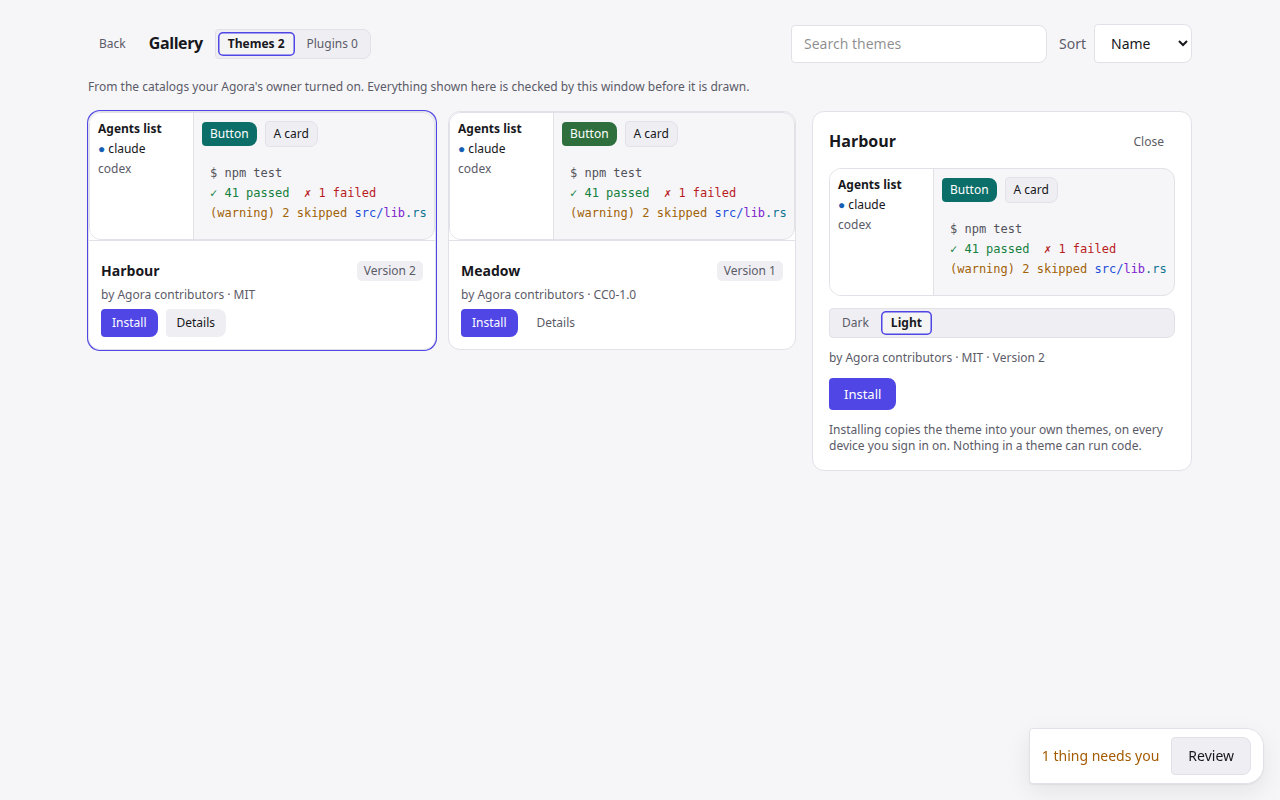 Back
Gallery
Themes 2
Plugins 0
Search themes
Sort
Name
From the catalogs your Agora's owner turned on. Everything shown here is checked by this window before it is drawn.
Agents list
● claude
codex
Button
A card
$ npm test
✓ 41 passed ✗ 1 failed
(warning) 2 skipped src/lib.rs
Harbour
Version 2
by Agora contributors · MIT
Install
Details
Agents list
● claude
codex
Button
A card
$ npm test
✓ 41 passed ✗ 1 failed
(warning) 2 skipped src/lib.rs
Meadow
Version 1
by Agora contributors · CC0-1.0
Install
Details
Harbour
Close
Agents list
● claude
codex
Button
A card
$ npm test
✓ 41 passed ✗ 1 failed
(warning) 2 skipped src/lib.rs
Dark
Light
by Agora contributors · MIT · Version 2
Install
Installing copies the theme into your own themes, on every
device you sign in on. Nothing in a theme can run code.
1 thing needs you
Review